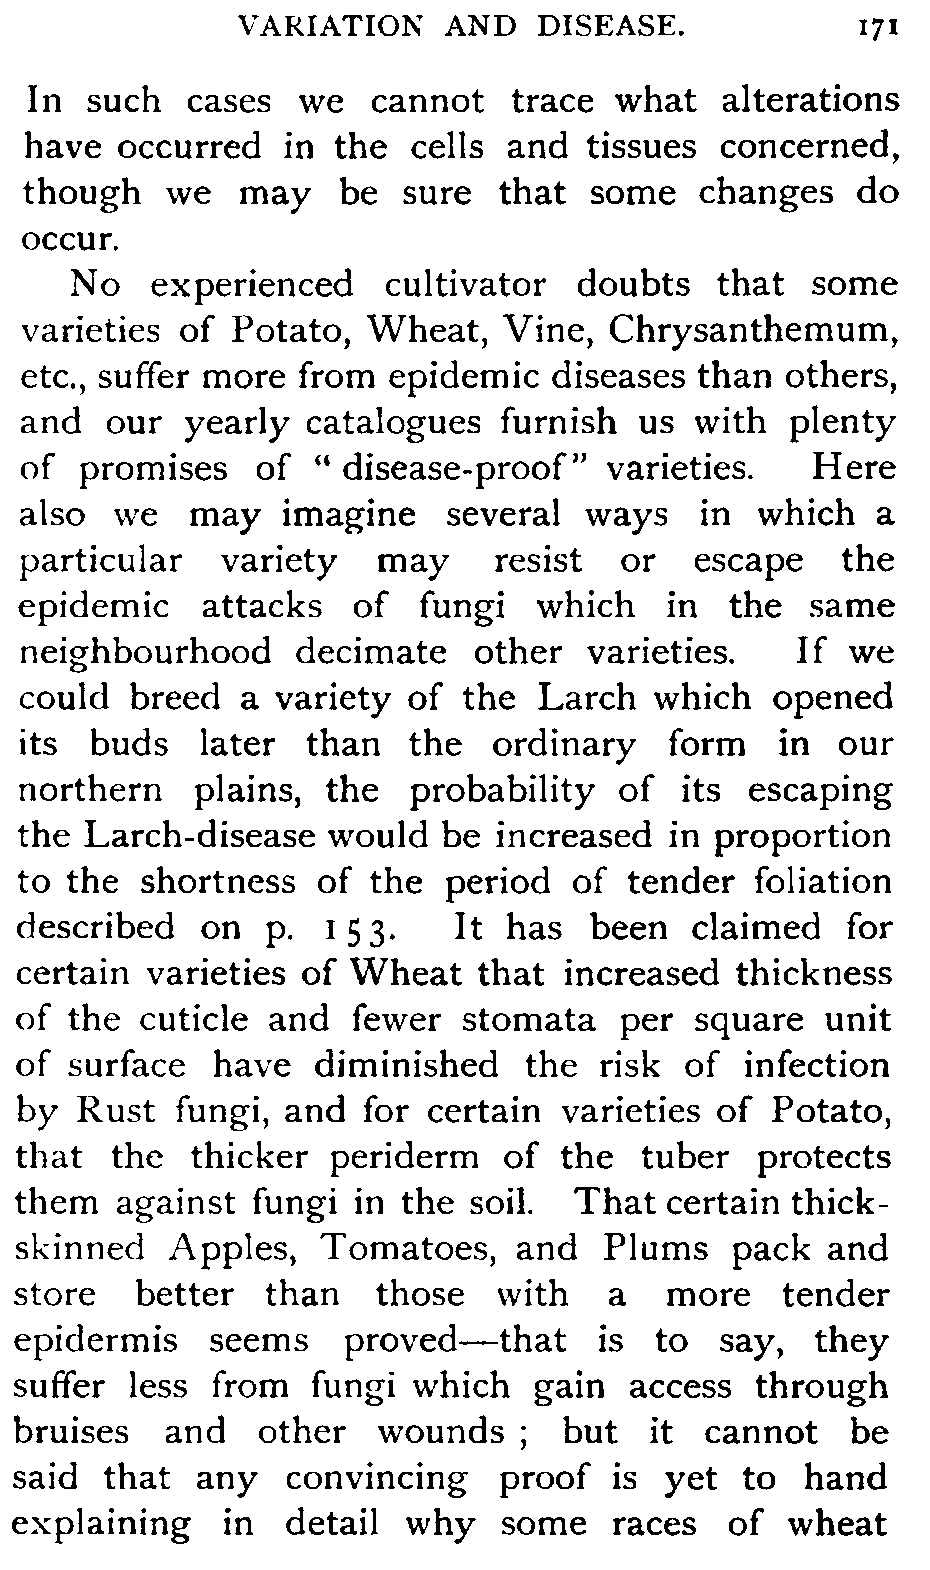 VARIATION AND DISEASE. 171
In such cases we cannot trace what alterations
have occurred in the cells and tissues concerned,
though we may be sure that some changes do
occur.
No experienced cultivator doubts that some
varieties of Potato, Wheat, Vine, Chrysanthemum,
etc., suffer more from epidemic diseases than others,
and our yearly catalogues furnish us with plenty
of promises of “disease-proof” varieties. Here
also we may imagine several ways in which a
particular variety may resist or escape the
epidemic attacks of fungi which in the same
neighbourhood decimate other varieties. If we
could breed a variety of the Larch which opened
its buds later than the ordinary form in our
northern plains, the probability of its escaping
the Larch-disease would be increased in proportion
to the shortness of the period of tender foliation
described on p. 153. It has been claimed for
certain varieties of Wheat that increased thickness
of the cuticle and fewer stomata per square unit
of surface have diminished the risk of infection
by Rust fungi, and for certain varieties of Potato,
that the thicker periderm of the tuber protects
them against fungi in the soil. That certain thick-
skinned Apples, Tomatoes, and Plums pack and
store better than those with a more tender
epidermis seems proved—that is to say, they
suffer less from fungi which gain access through
bruises and other wounds ; but it cannot be
said that any convincing proof is yet to hand
explaining in detail why some races of wheat